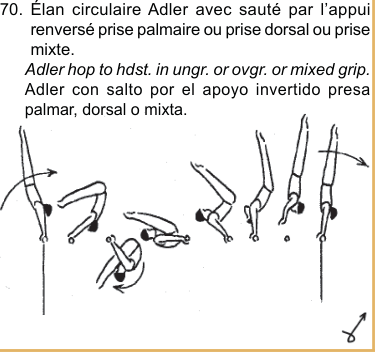 70. Élan circulaire Adler avec sauté par l'appui
renversé prise palmaire ou prise dorsal ou prise
mixte.
Adler hop to hdst. in ungr. or ovgr. or mixed grip.
Adler con salto por el apoyo invertido presa
palmar, dorsal o mixta.